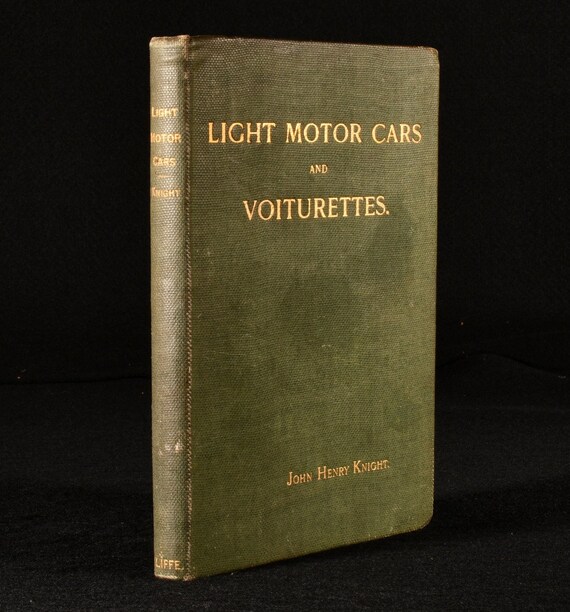 LIGHT
MOTOR
CARS
KNIGHT
LIFFE.
LIGHT MOTOR CARS
AND
VOITURETTES.
JOHN HENRY KNIGHT.